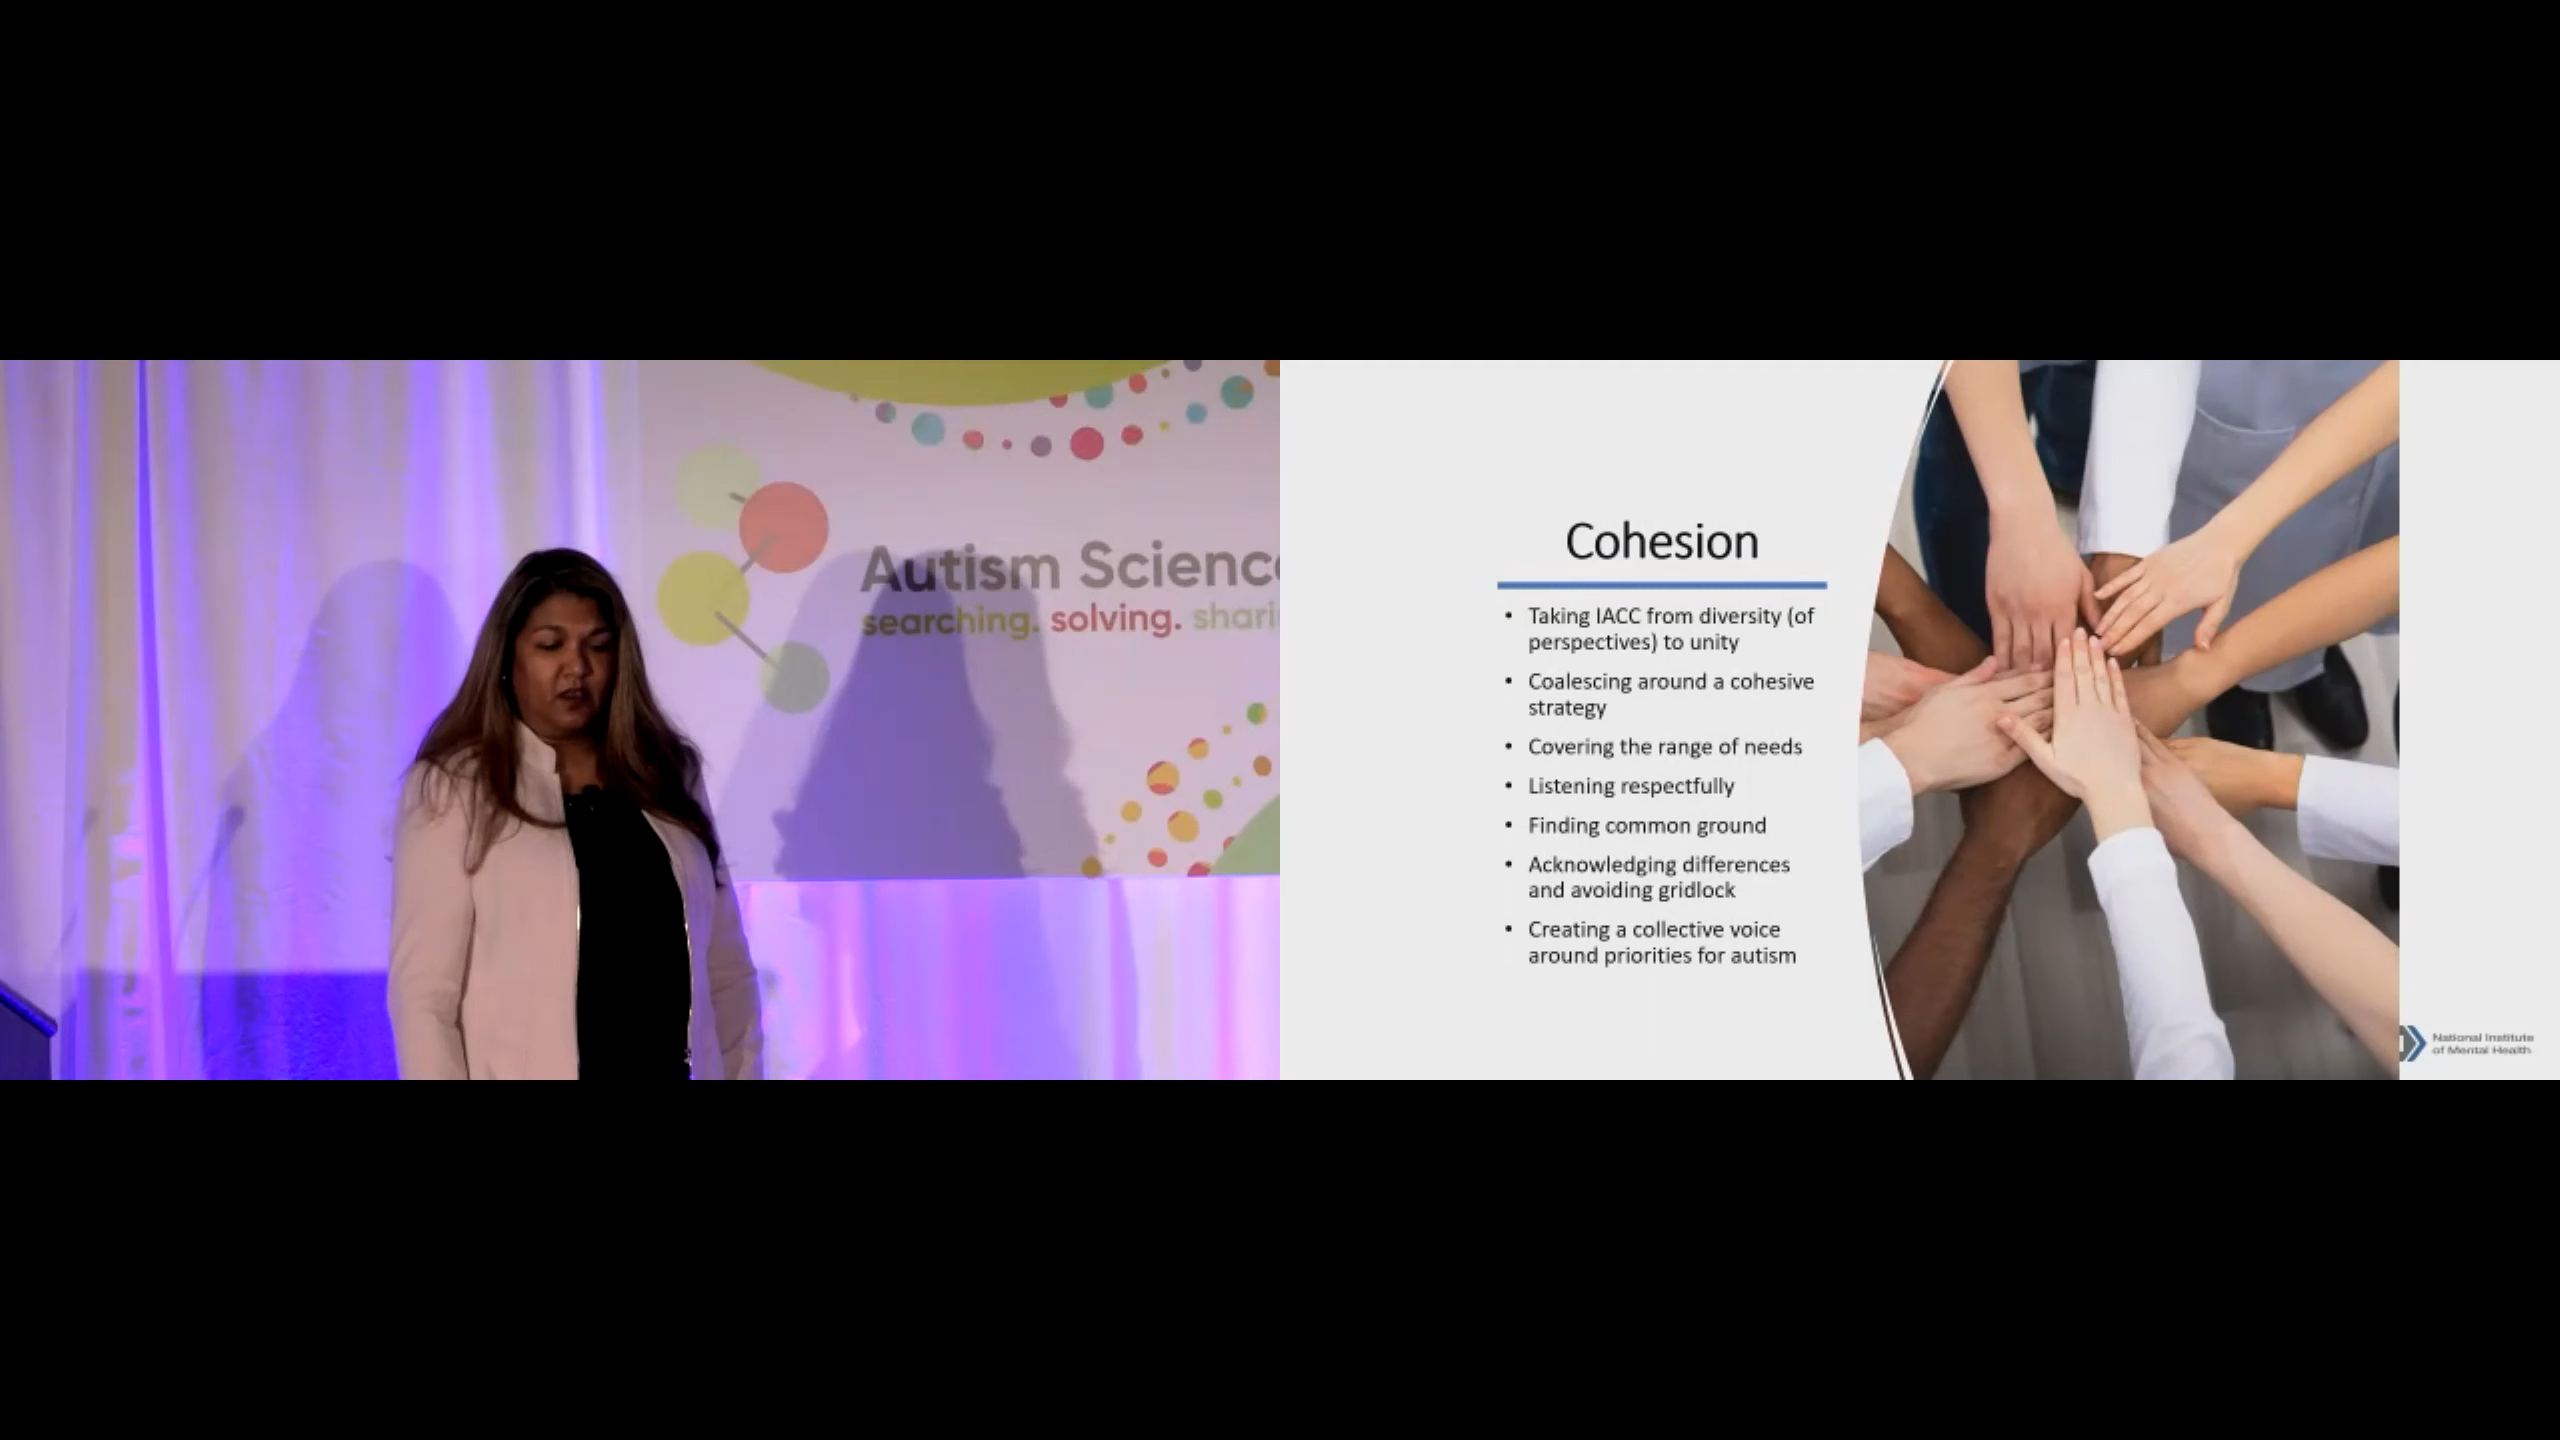 Autism Scienc
searching. solving. shari
Cohesion
• Taking IACC from diversity (of
perspectives) to unity
• Coalescing around a cohesive
strategy
• Covering the range of needs
• Listening respectfully
• Finding common ground
• Acknowledging differences
and avoiding gridlock
• Creating a collective voice
around priorities for autism
National Institute
of Mental Health